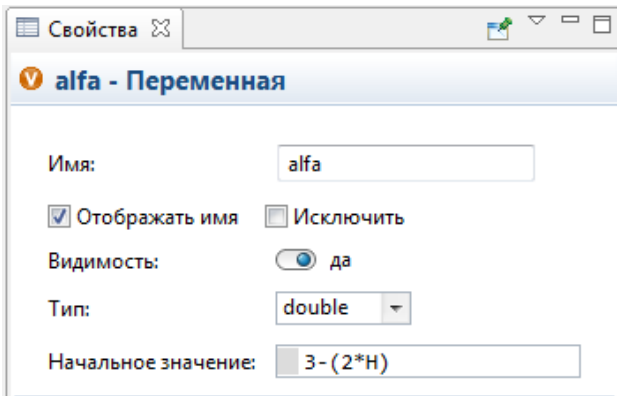 Свойства
alfa - Переменная
Имя: alfa
Отображать имя Исключить
Видимость: да
Тип: double
Начальное значение: 3-(2*H)